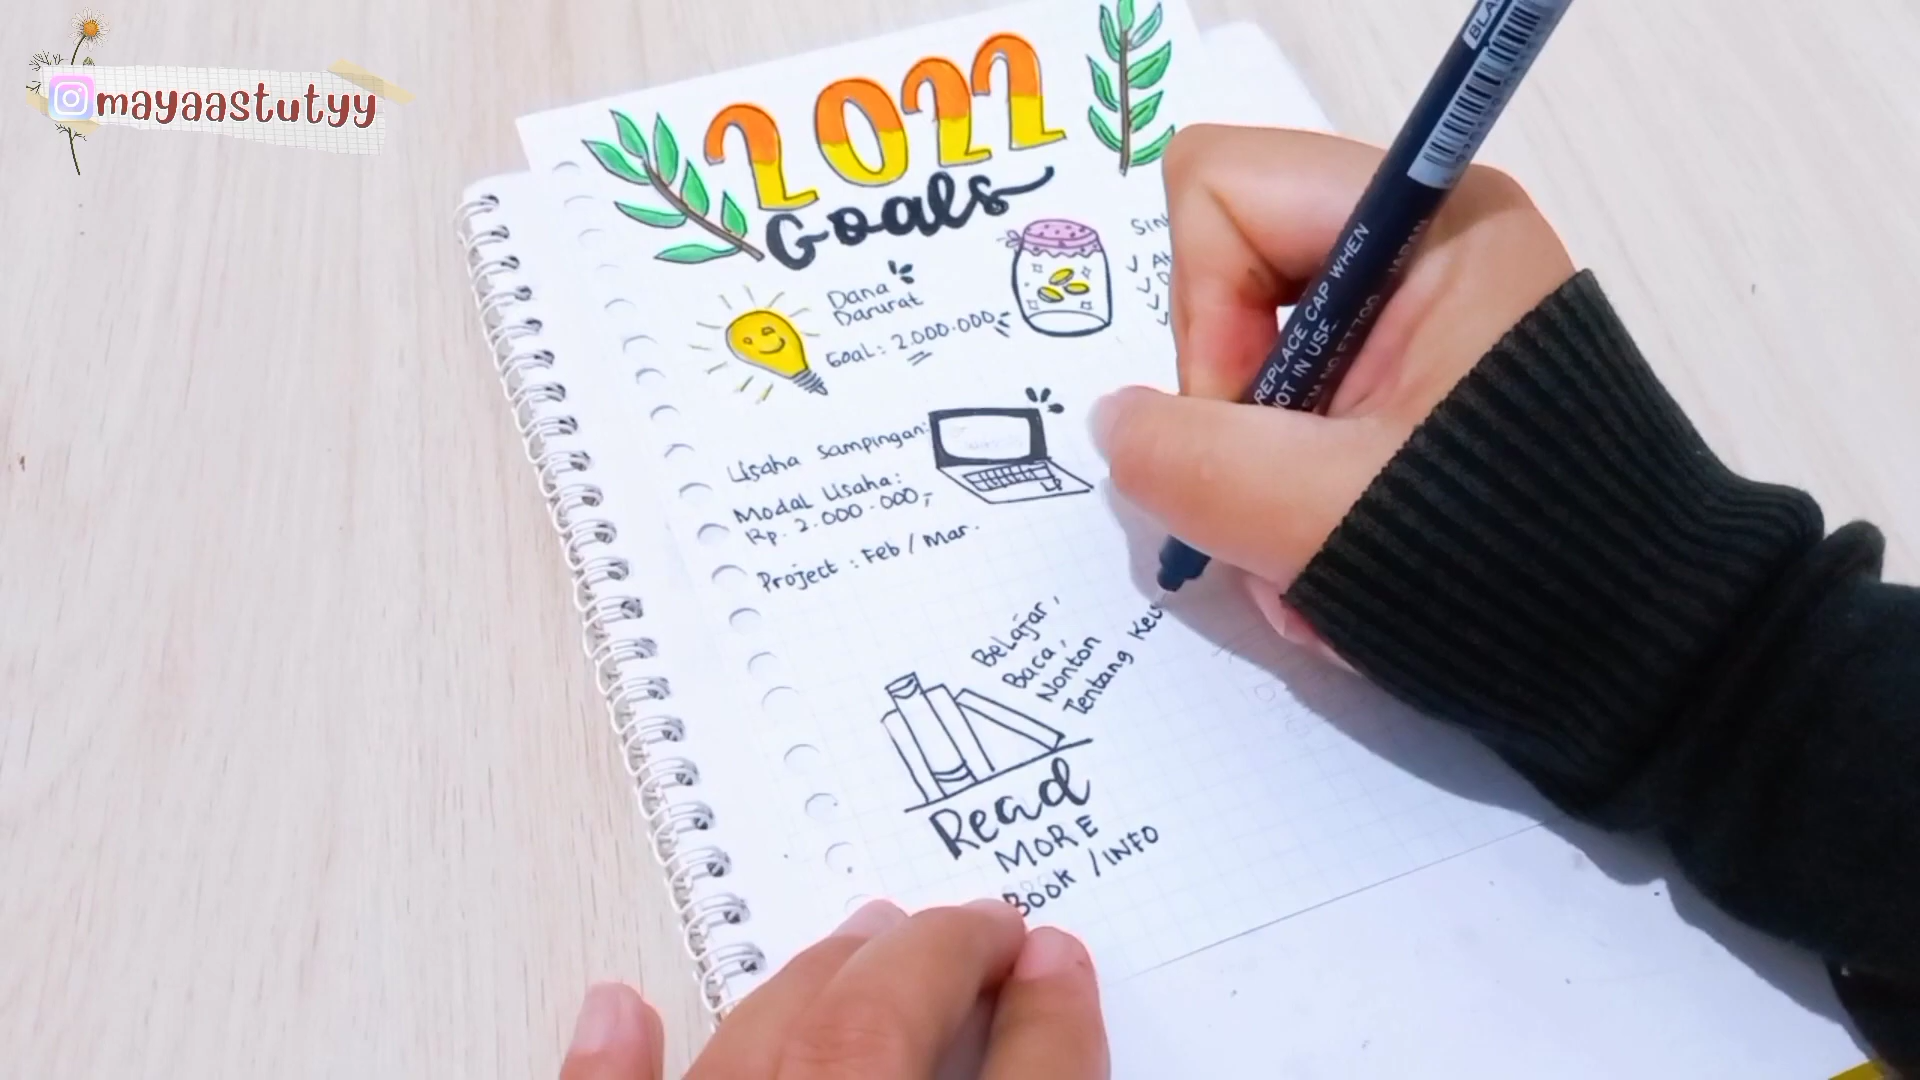 mayaastutyy
2022
Goals
Dana
Darurat
Goal: 2.000.000,
Usaha Sampingan:
Modal Usaha:
Rp. 2.000.000,-
Project : Feb / Mar.
Belajar,
Baca,
Nonton
Tentang
Read
MORE
BOOK /INFO
REPLACE CAP WHEN
NOT IN USE.
JAPAN